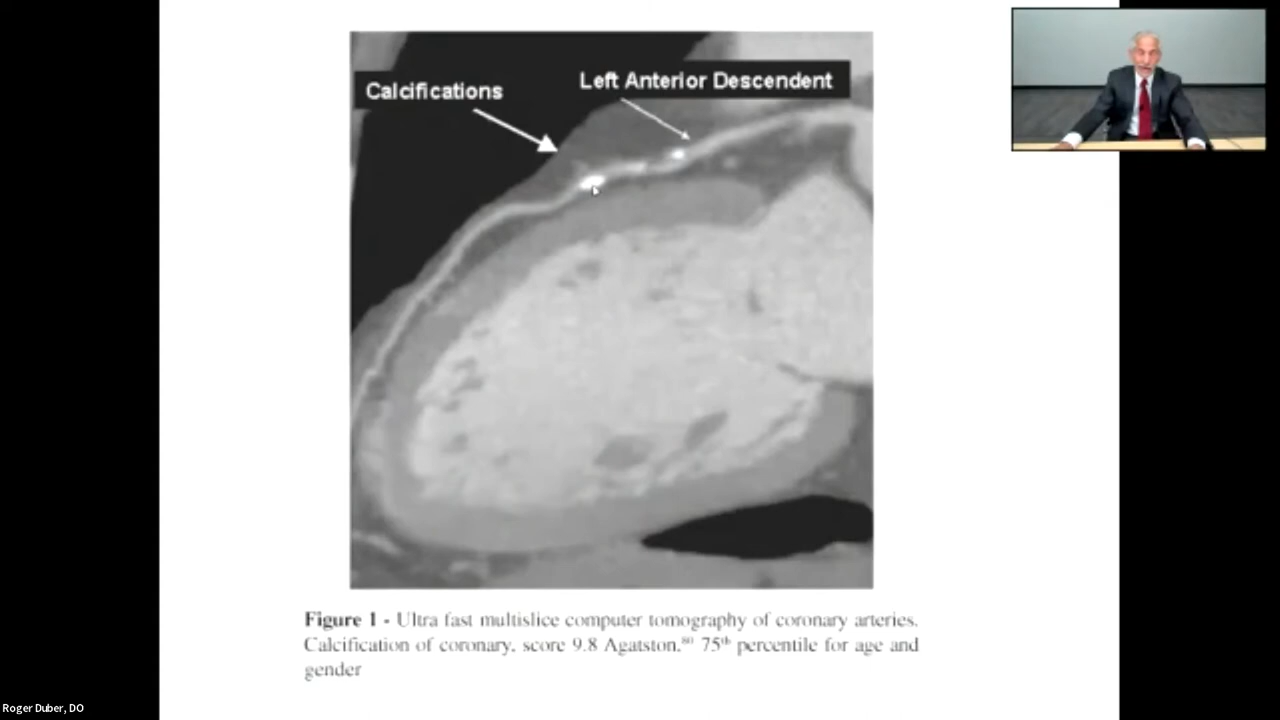 Calcifications
Left Anterior Descendent
Figure 1 - Ultra fast multislice computer tomography of coronary arteries.
Calcification of coronary. score 9.8 Agatston.⁸⁰ 75ᵗʰ percentile for age and
gender
Roger Duber, DO